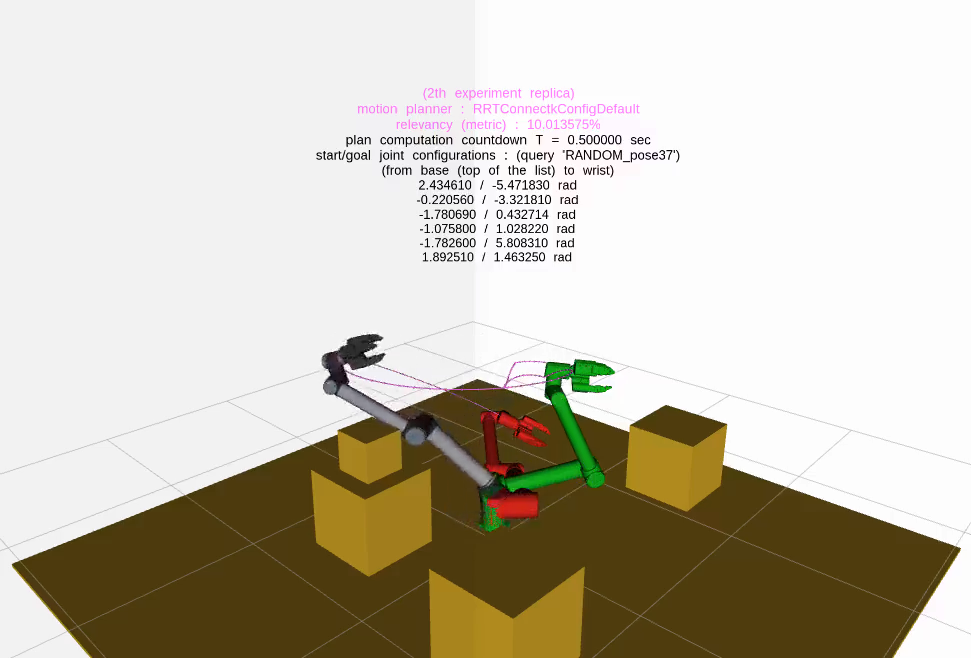 (2th experiment replica)
motion planner : RRTConnectkConfigDefault
relevancy (metric) : 10.013575%
plan computation countdown T = 0.500000 sec
start/goal joint configurations : (query 'RANDOM_pose37')
(from base (top of the list) to wrist)
2.434610 / -5.471830 rad
-0.220560 / -3.321810 rad
-1.780690 / 0.432714 rad
-1.075800 / 1.028220 rad
-1.782600 / 5.808310 rad
1.892510 / 1.463250 rad